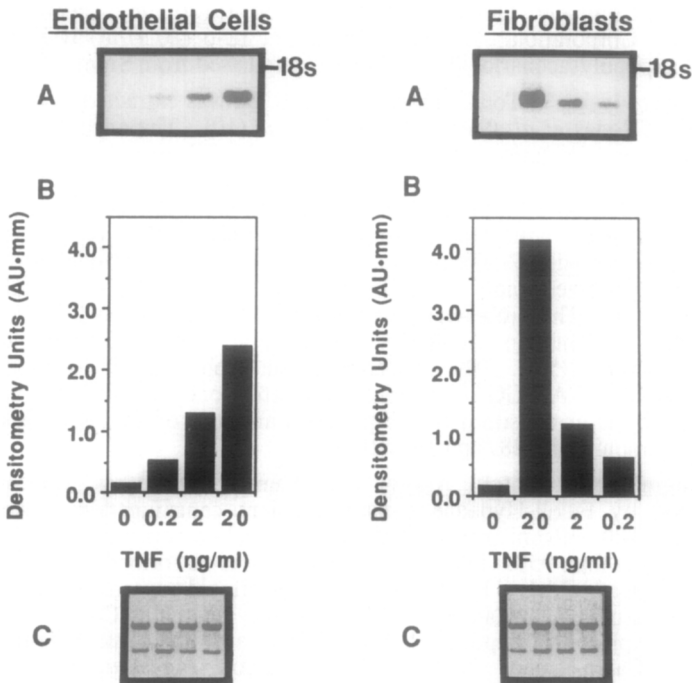 Endothelial Cells
18s
A
B
Densitometry Units (AU•mm)
4.0
3.0
2.0
1.0
0.0
0 0.2 2 20
TNF (ng/ml)
C
Fibroblasts
18s
A
B
Densitometry Units (AU•mm)
4.0
3.0
2.0
1.0
0.0
0 20 2 0.2
TNF (ng/ml)
C